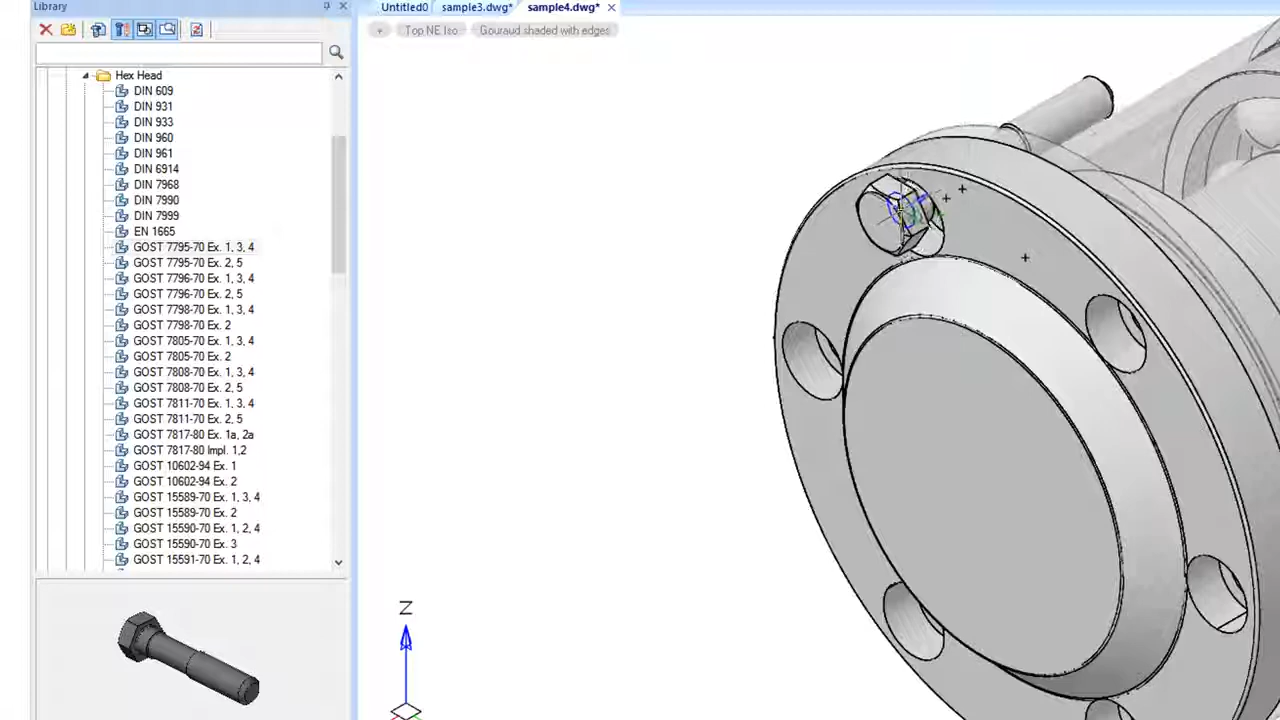 Library
Untitled0 sample3.dwg* sample4.dwg*
Top NE Iso Gouraud shaded with edges
Hex Head
DIN 609
DIN 931
DIN 933
DIN 960
DIN 961
DIN 6914
DIN 7968
DIN 7990
DIN 7999
EN 1665
GOST 7795-70 Ex. 1, 3, 4
GOST 7795-70 Ex. 2, 5
GOST 7796-70 Ex. 1, 3, 4
GOST 7796-70 Ex. 2, 5
GOST 7798-70 Ex. 1, 3, 4
GOST 7798-70 Ex. 2
GOST 7805-70 Ex. 1, 3, 4
GOST 7805-70 Ex. 2
GOST 7808-70 Ex. 1, 3, 4
GOST 7808-70 Ex. 2, 5
GOST 7811-70 Ex. 1, 3, 4
GOST 7811-70 Ex. 2, 5
GOST 7817-80 Ex. 1a, 2a
GOST 7817-80 Impl. 1,2
GOST 10602-94 Ex. 1
GOST 10602-94 Ex. 2
GOST 15589-70 Ex. 1, 3, 4
GOST 15589-70 Ex. 2
GOST 15590-70 Ex. 1, 2, 4
GOST 15590-70 Ex. 3
GOST 15591-70 Ex. 1, 2, 4
Z